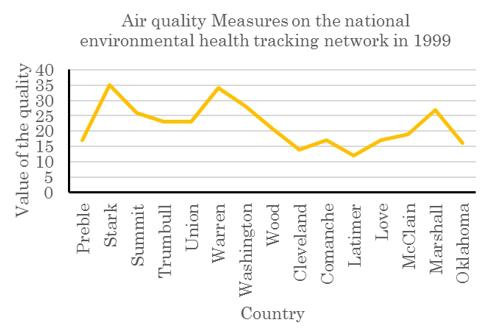 Air quality Measures on the national
environmental health tracking network in 1999
Value of the quality
40
35
30
25
20
15
10
5
0
Preble
Stark
Summit
Trumbull
Union
Warren
Washington
Wood
Cleveland
Comanche
Latimer
Love
McClain
Marshall
Oklahoma
Country